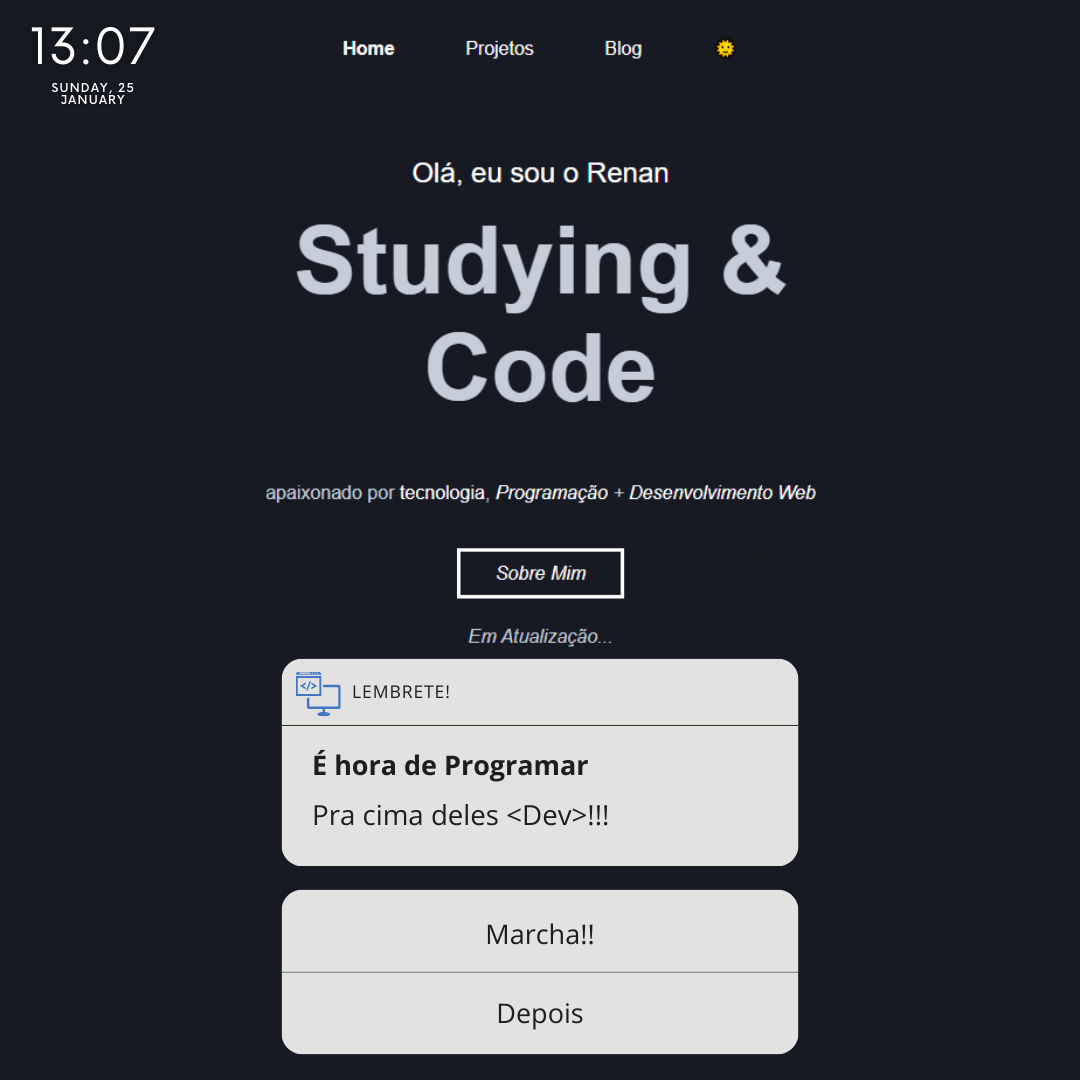 13:07
SUNDAY, 25
JANUARY
Home Projetos Blog
Olá, eu sou o Renan
Studying &
Code
apaixonado por tecnologia, Programação + Desenvolvimento Web
Sobre Mim
Em Atualização...
</> LEMBRETE!
É hora de Programar
Pra cima deles <Dev>!!!
Marcha!!
Depois